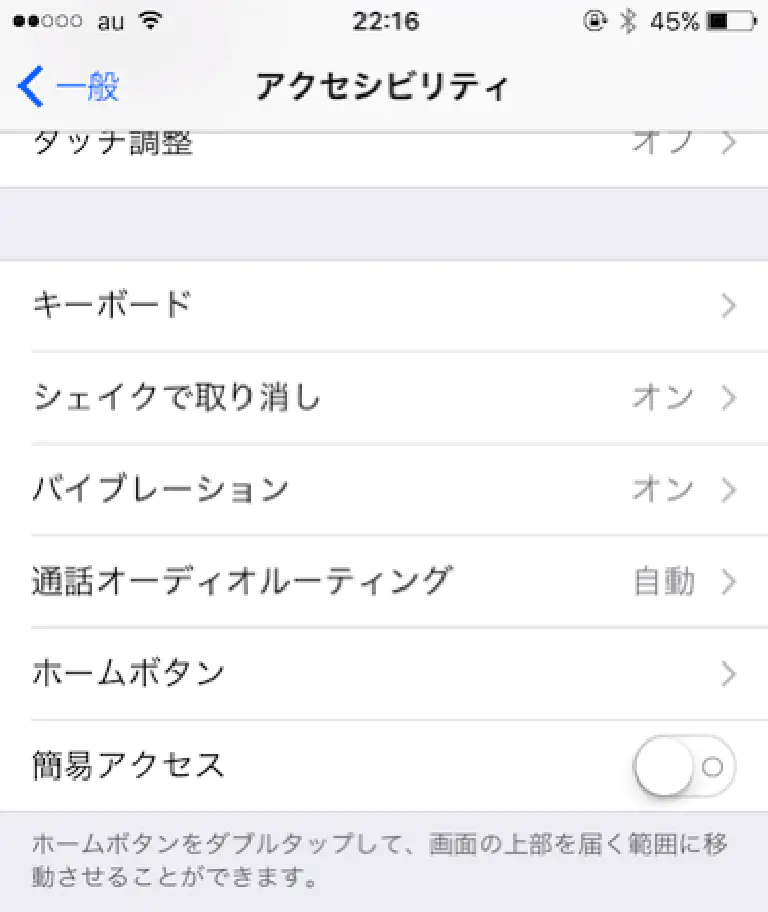 au 22:16 45%
一般 アクセシビリティ
タッチ調整 オフ
キーボード
シェイクで取り消し オン
バイブレーション オン
通話オーディオルーティング 自動
ホームボタン
簡易アクセス
ホームボタンをダブルタップして、画面の上部を届く範囲に移
動させることができます。